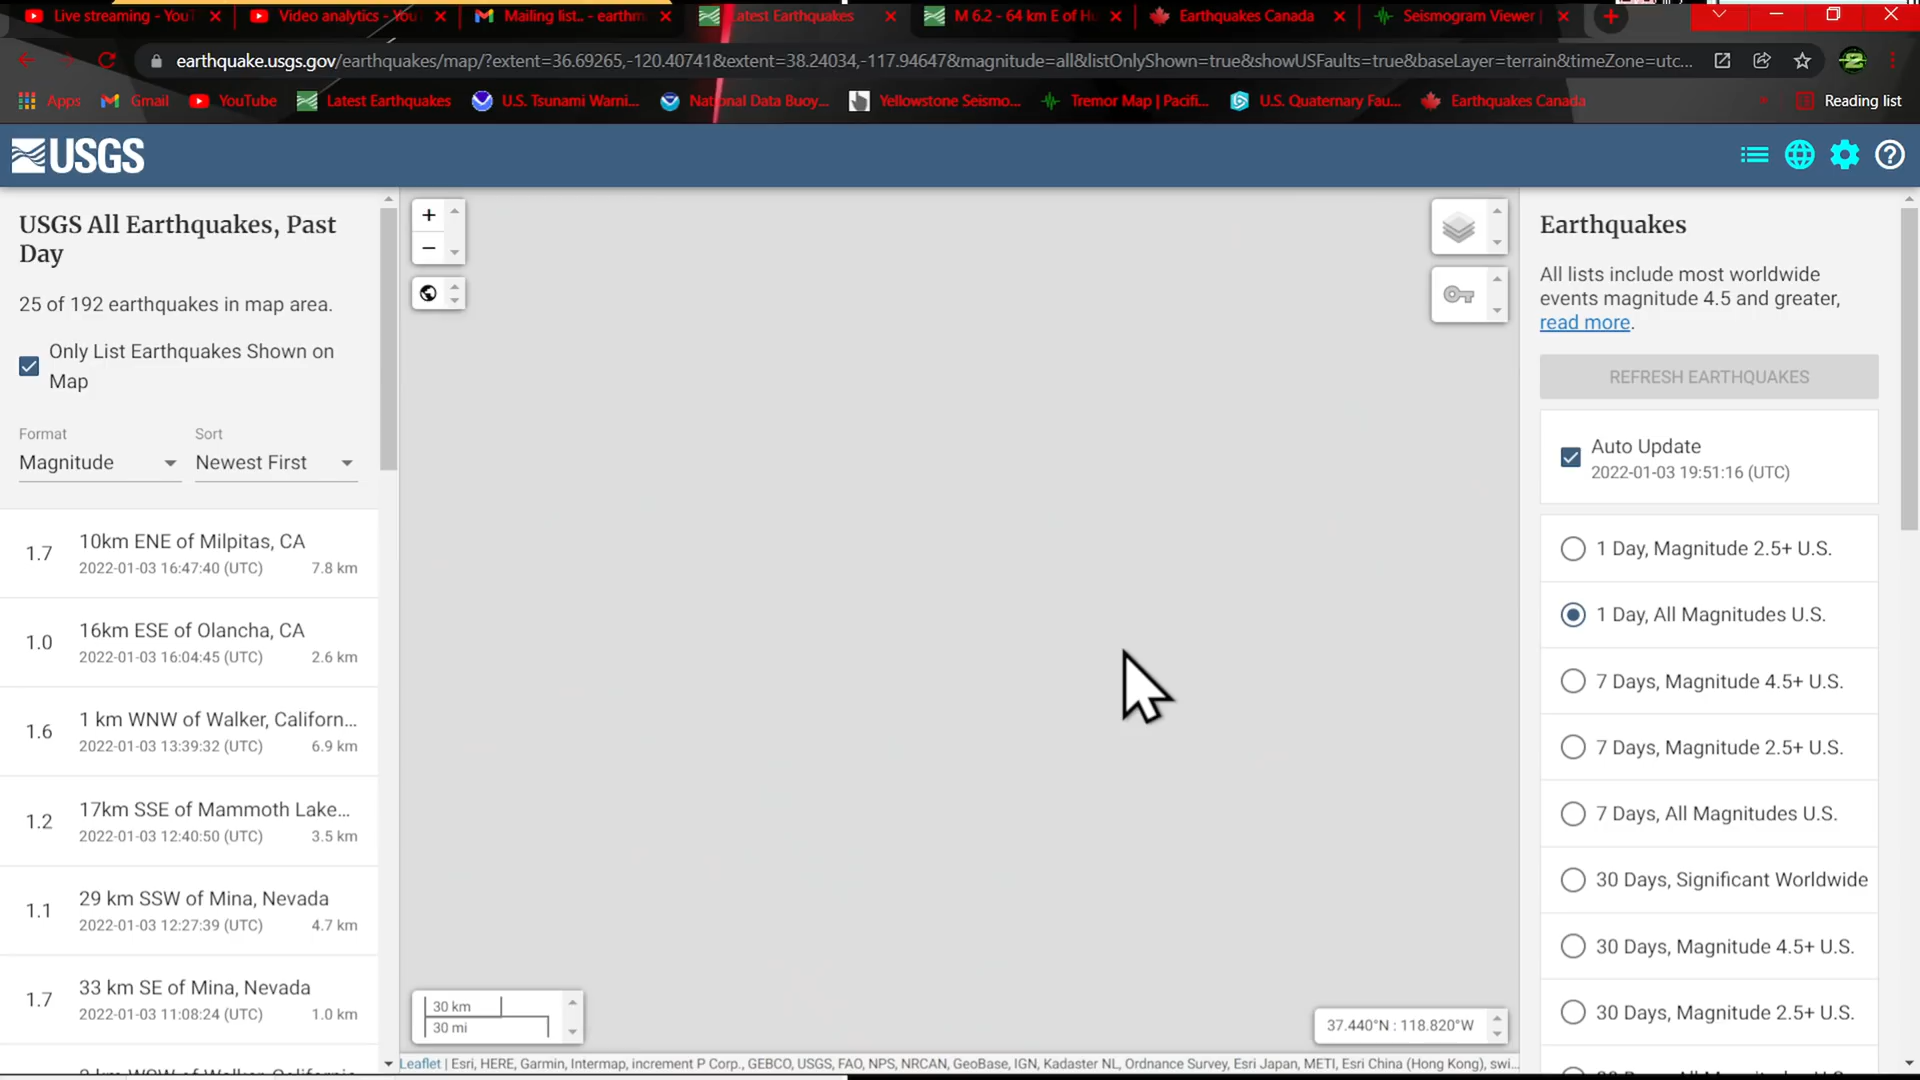 Live streaming - YouT
Video analytics - You
Mailing list.. - earthm
Latest Earthquakes
M 6.2 - 64 km E of H
Earthquakes Canada
Seismogram Viewer |
earthquake.usgs.gov/earthquakes/map/?extent=36.69265,-120.40741&extent=38.24034,-117.94647&magnitude=all&listOnlyShown=true&showUSFaults=true&baseLayer=terrain&timeZone=utc...
Apps
Gmail
YouTube
Latest Earthquakes
U.S. Tsunami Warni...
National Data Buoy...
Yellowstone Seismo...
Tremor Map | Pacifi...
U.S. Quaternary Fau...
Earthquakes Canada
Reading list
USGS
USGS All Earthquakes, Past
Day
25 of 192 earthquakes in map area.
Only List Earthquakes Shown on
Map
Format
Sort
Magnitude
Newest First
1.7
10km ENE of Milpitas, CA
2022-01-03 16:47:40 (UTC)
7.8 km
1.0
16km ESE of Olancha, CA
2022-01-03 16:04:45 (UTC)
2.6 km
1.6
1 km WNW of Walker, Californ...
2022-01-03 13:39:32 (UTC)
6.9 km
1.2
17km SSE of Mammoth Lake...
2022-01-03 12:40:50 (UTC)
3.5 km
1.1
29 km SSW of Mina, Nevada
2022-01-03 12:27:39 (UTC)
4.7 km
1.7
33 km SE of Mina, Nevada
2022-01-03 11:08:24 (UTC)
1.0 km
+
−
30 km
30 mi
37.440°N : 118.820°W
Leaflet | Esri, HERE, Garmin, Intermap, increment P Corp., GEBCO, USGS, FAO, NPS, NRCAN, GeoBase, IGN, Kadaster NL, Ordnance Survey, Esri Japan, METI, Esri China (Hong Kong), swi...
Earthquakes
All lists include most worldwide
events magnitude 4.5 and greater,
read more.
REFRESH EARTHQUAKES
Auto Update
2022-01-03 19:51:16 (UTC)
1 Day, Magnitude 2.5+ U.S.
1 Day, All Magnitudes U.S.
7 Days, Magnitude 4.5+ U.S.
7 Days, Magnitude 2.5+ U.S.
7 Days, All Magnitudes U.S.
30 Days, Significant Worldwide
30 Days, Magnitude 4.5+ U.S.
30 Days, Magnitude 2.5+ U.S.